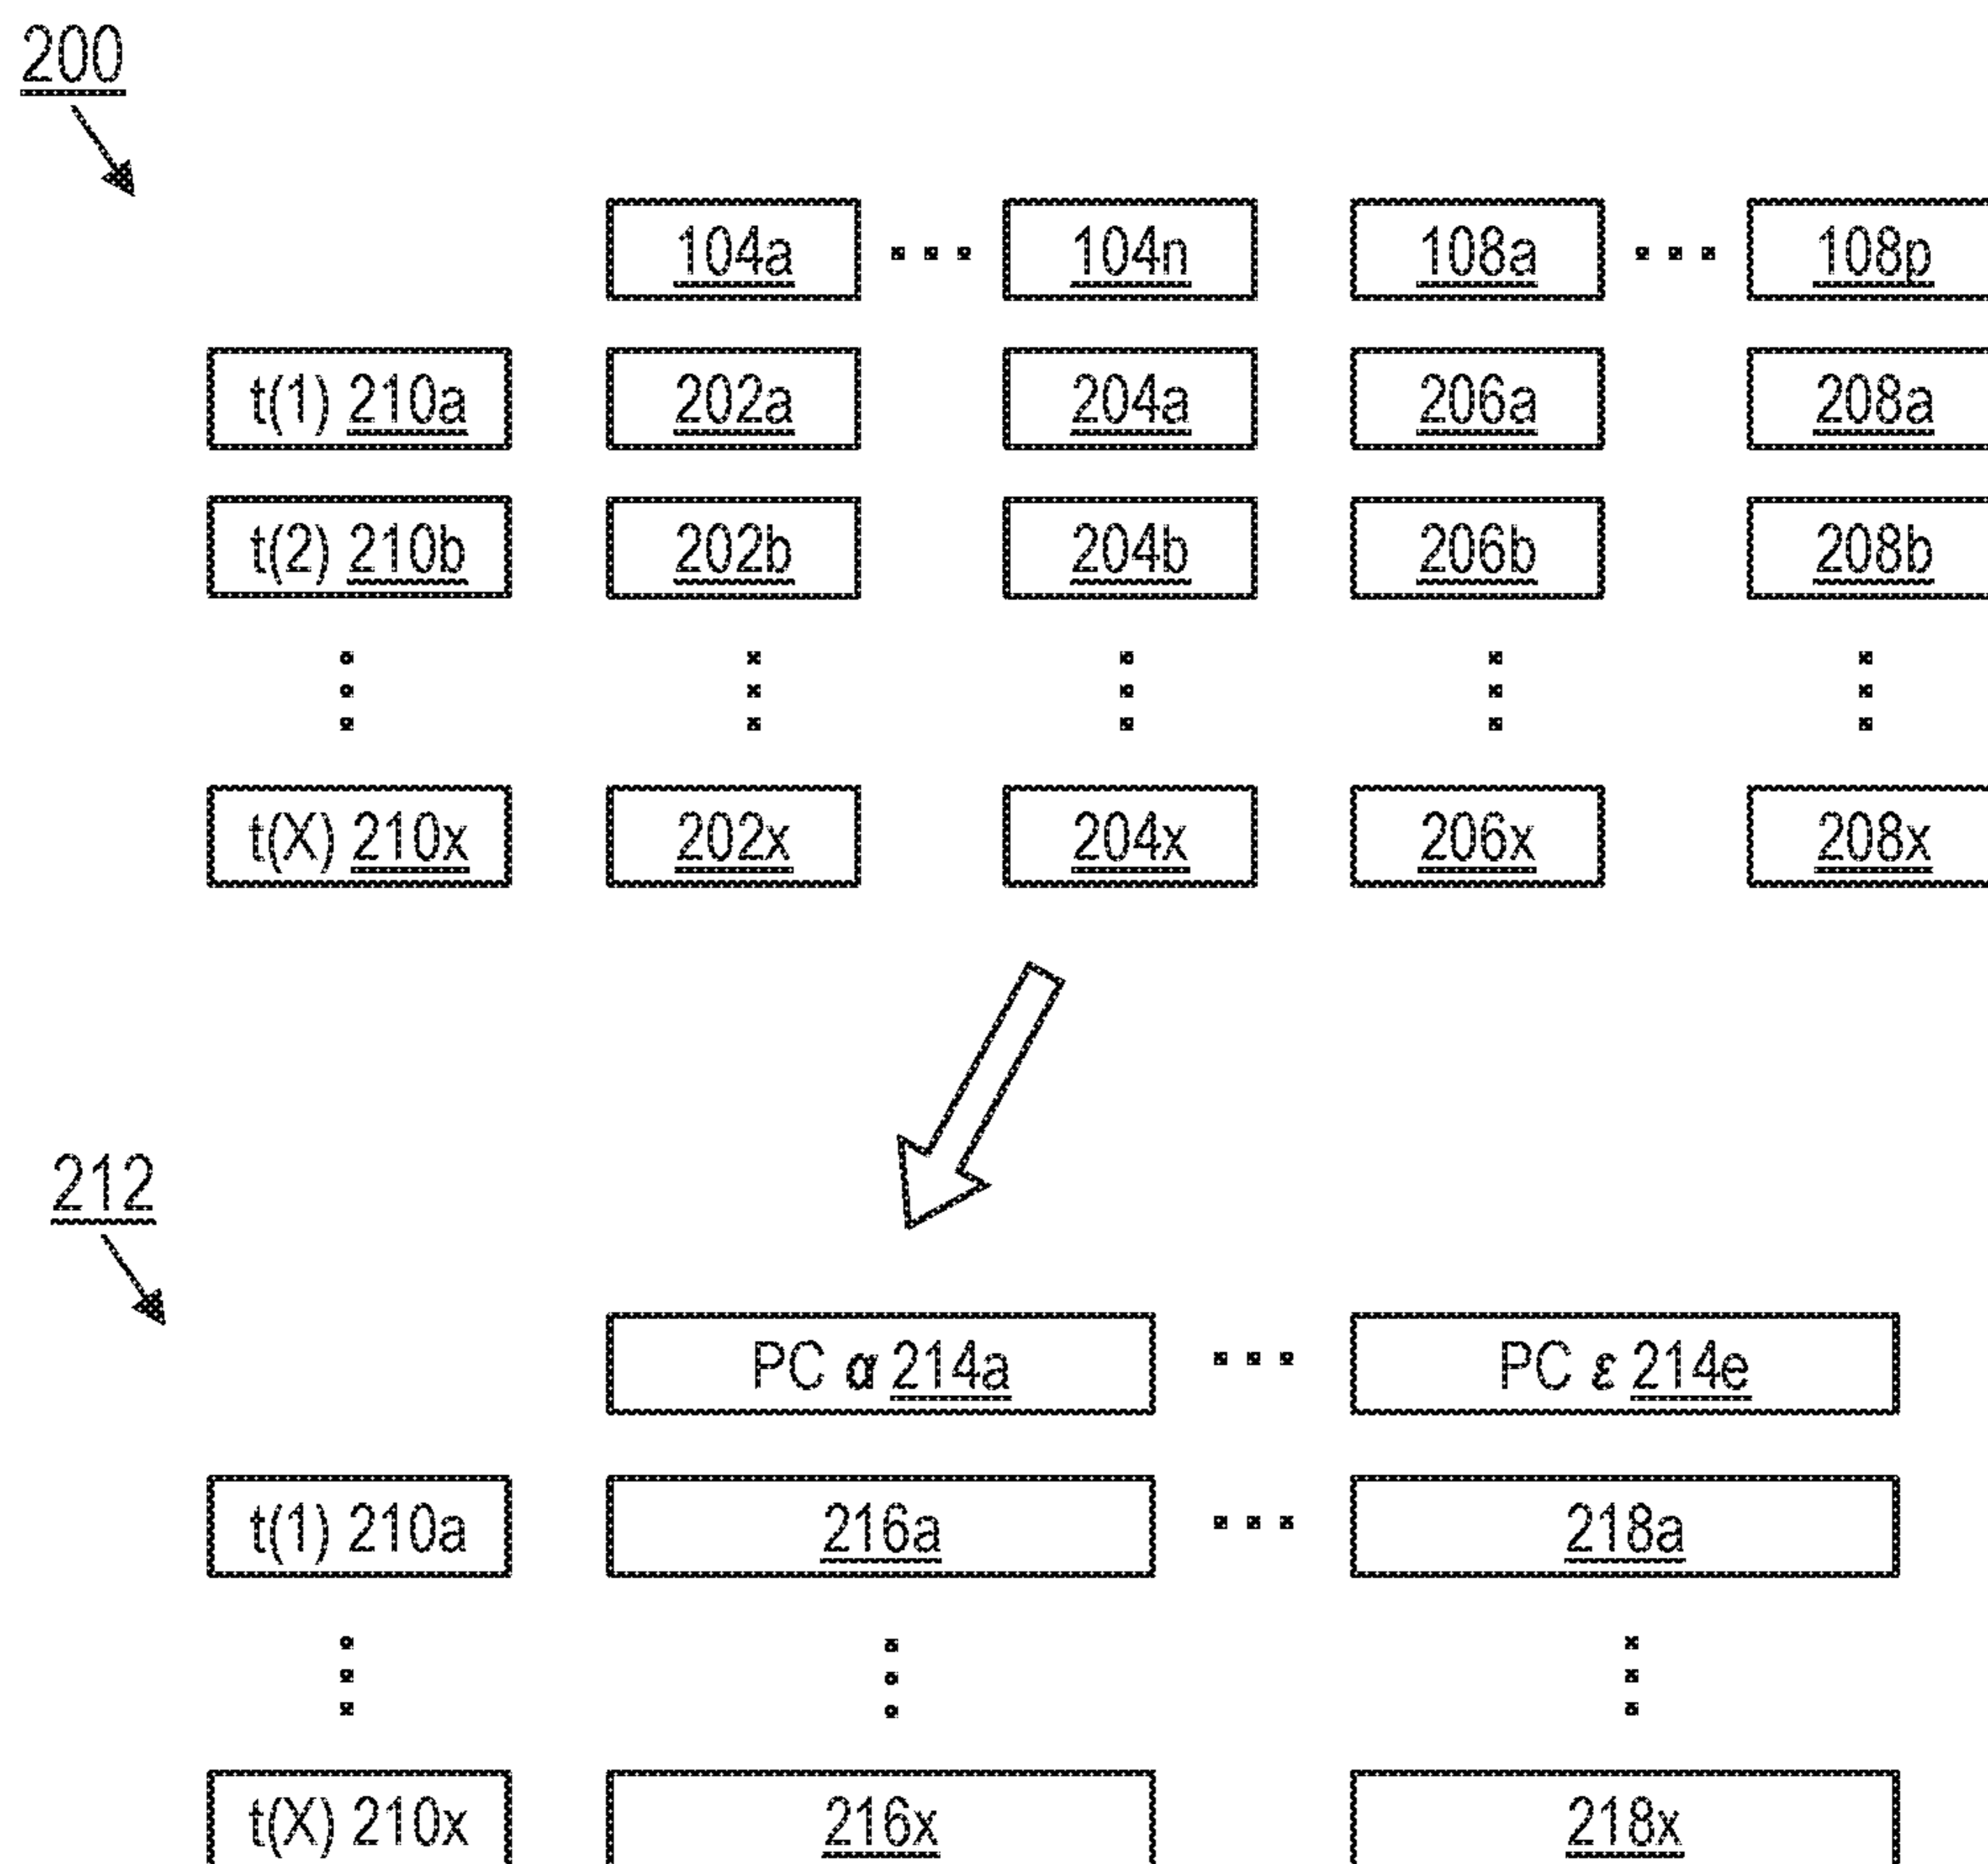 200
104a ... 104n 108a ... 108p
t(1) 210a 202a 204a 206a 208a
t(2) 210b 202b 204b 206b 208b
t(X) 210x 202x 204x 206x 208x
212
PC α 214a ... PC ε 214e
t(1) 210a 216a ... 218a
t(X) 210x 216x 218x